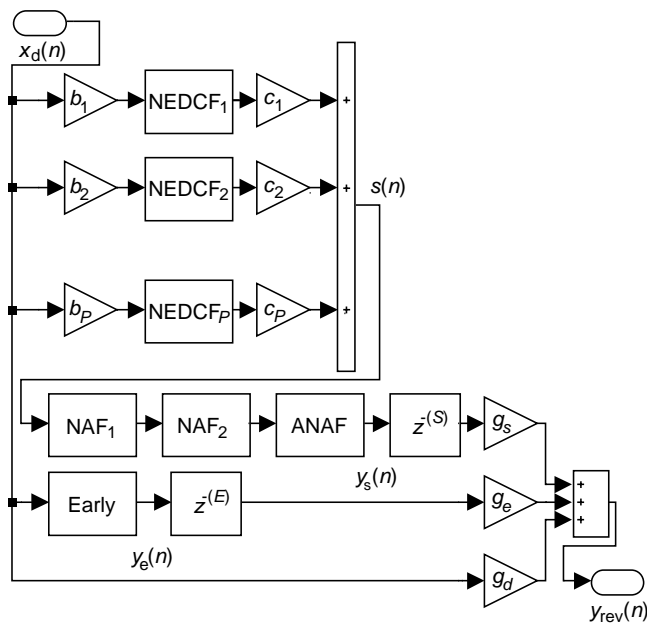 x_d(n)
b_1 NEDCF_1 c_1 +
b_2 NEDCF_2 c_2 + s(n)
b_P NEDCF_P c_P +
NAF_1 NAF_2 ANAF z^-(S) g_s
y_s(n)
+
Early z^-(E) g_e +
+
y_e(n)
g_d
y_rev(n)